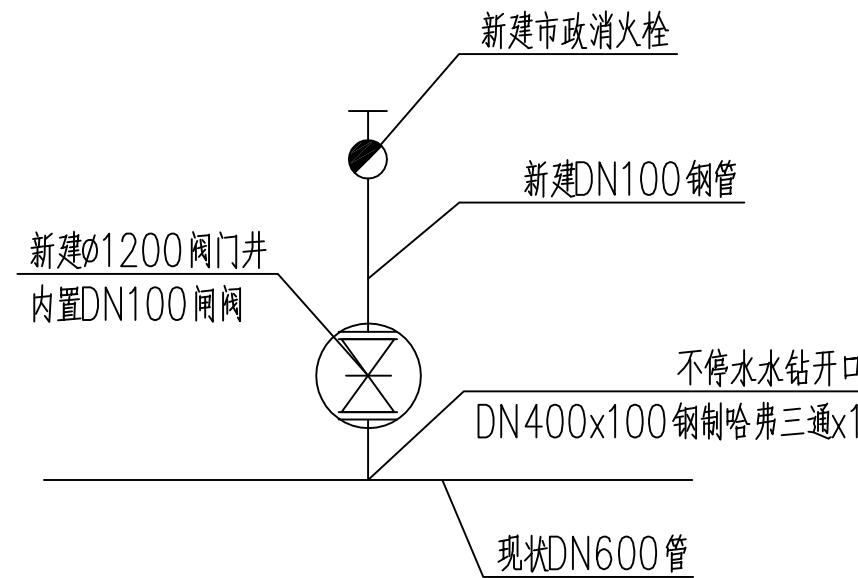 新建市政消火栓
新建DN100钢管
新建ø1200阀门井
内置DN100闸阀
不停水水钻开口
DN400x100钢制哈弗三通x1
现状DN600管